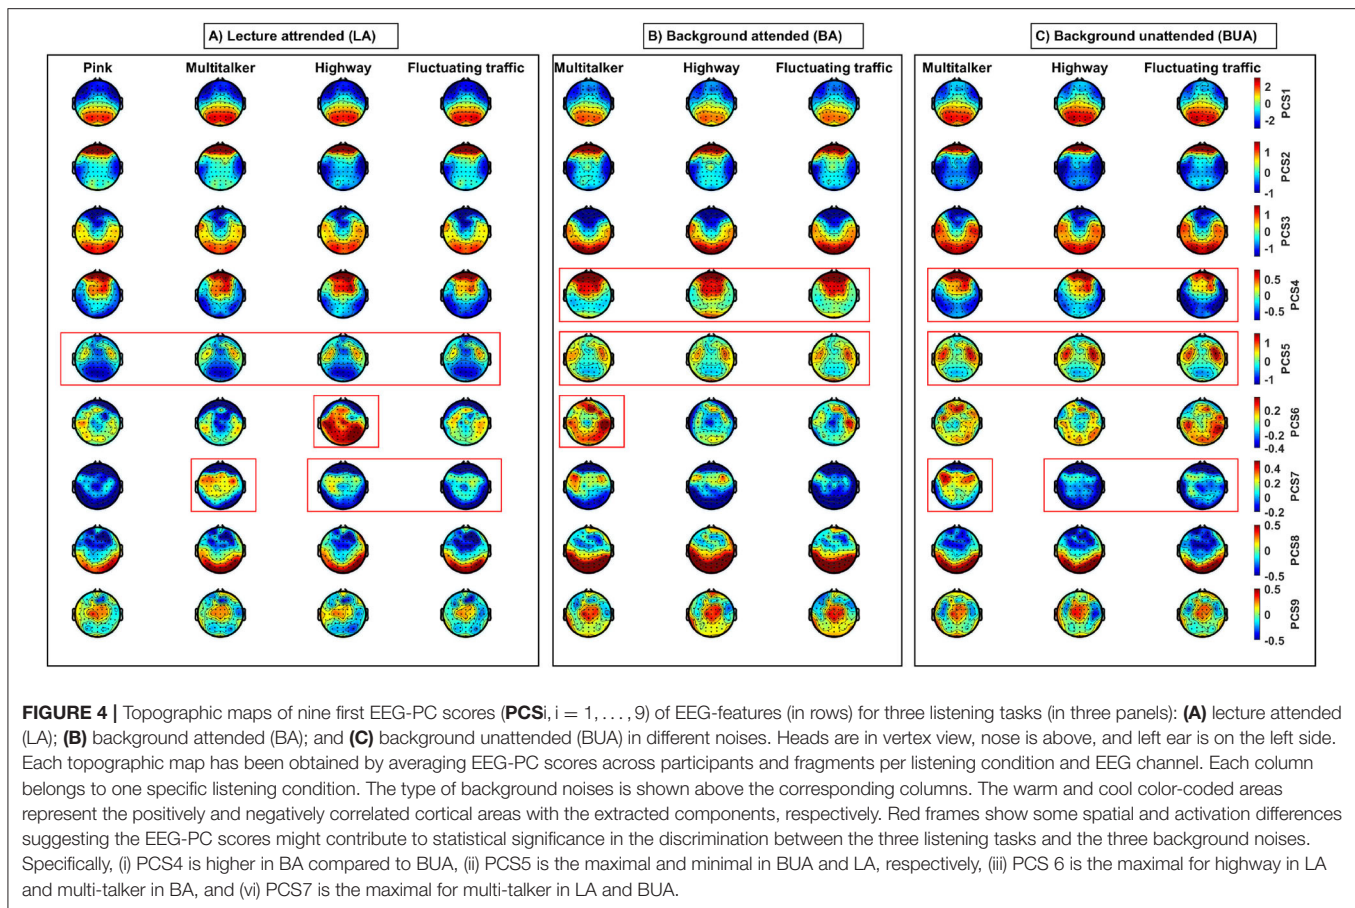 A) Lecture attrended (LA)
B) Background attended (BA)
C) Background unattended (BUA)
Pink Multitalker Highway Fluctuating traffic
Multitalker Highway Fluctuating traffic
Multitalker Highway Fluctuating traffic
2
0
-2
PCS1
1
0
-1
PCS2
1
0
-1
PCS3
0.5
0
-0.5
PCS4
1
0
-1
PCS5
0.2
0
-0.2
-0.4
PCS6
0.4
0.2
0
-0.2
PCS7
0.5
0
-0.5
PCS8
0.5
0
-0.5
PCS9
FIGURE 4 | Topographic maps of nine first EEG-PC scores (PCSi, i = 1, . . . , 9) of EEG-features (in rows) for three listening tasks (in three panels): (A) lecture attended
(LA); (B) background attended (BA); and (C) background unattended (BUA) in different noises. Heads are in vertex view, nose is above, and left ear is on the left side.
Each topographic map has been obtained by averaging EEG-PC scores across participants and fragments per listening condition and EEG channel. Each column
belongs to one specific listening condition. The type of background noises is shown above the corresponding columns. The warm and cool color-coded areas
represent the positively and negatively correlated cortical areas with the extracted components, respectively. Red frames show some spatial and activation differences
suggesting the EEG-PC scores might contribute to statistical significance in the discrimination between the three listening tasks and the three background noises.
Specifically, (i) PCS4 is higher in BA compared to BUA, (ii) PCS5 is the maximal and minimal in BUA and LA, respectively, (iii) PCS 6 is the maximal for highway in LA
and multi-talker in BA, and (vi) PCS7 is the maximal for multi-talker in LA and BUA.